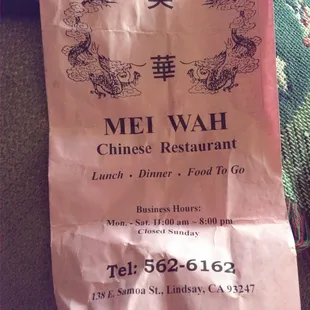 美
華
MEI WAH
Chinese Restaurant
Lunch • Dinner • Food To Go
Business Hours:
Mon. - Sat. 11:00 am – 8:00 pm
Closed Sunday
Tel: 562-6162
138 E. Samoa St., Lindsay, CA 93247